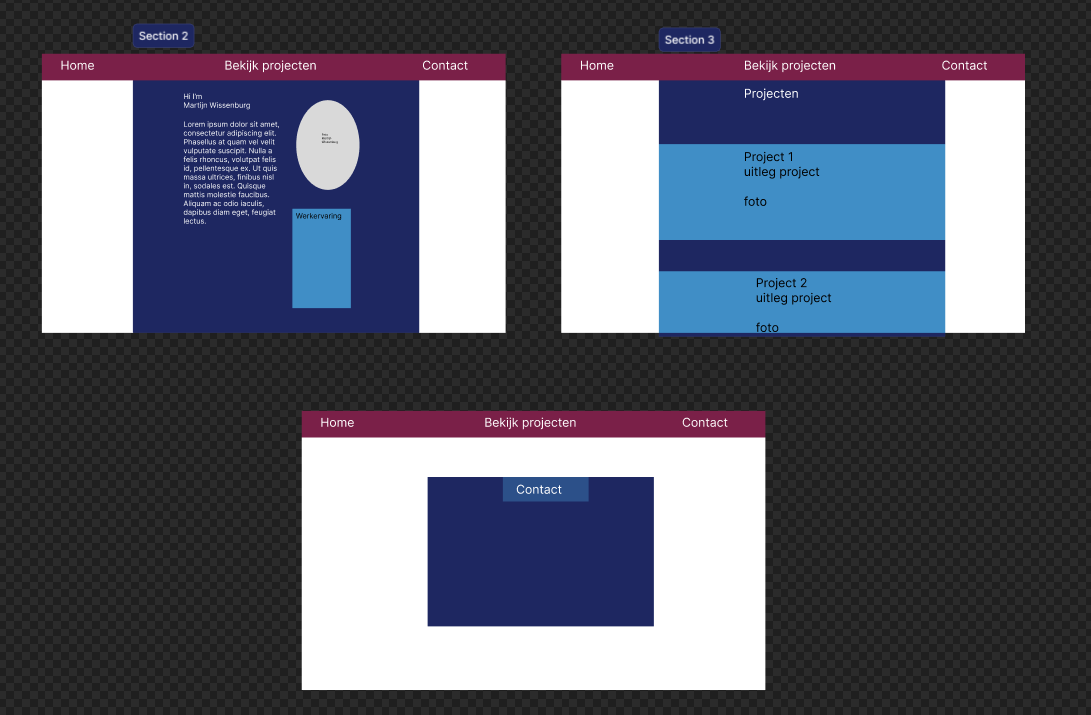 Section 2
Home Bekijk projecten Contact
Hi I'm
Martijn Wissenburg
Lorem ipsum dolor sit amet,
consectetur adipiscing elit.
Phasellus at quam vel velit
vulputate suscipit. Nulla a
felis rhoncus, volutpat felis
id, pellentesque ex. Ut quis
massa ultrices, finibus nisl
in, sodales est. Quisque
mattis molestie faucibus.
Aliquam ac odio iaculis,
dapibus diam eget, feugiat
lectus.
Werkervaring
Section 3
Home Bekijk projecten Contact
Projecten
Project 1
uitleg project
foto
Project 2
uitleg project
foto
Home Bekijk projecten Contact
Contact